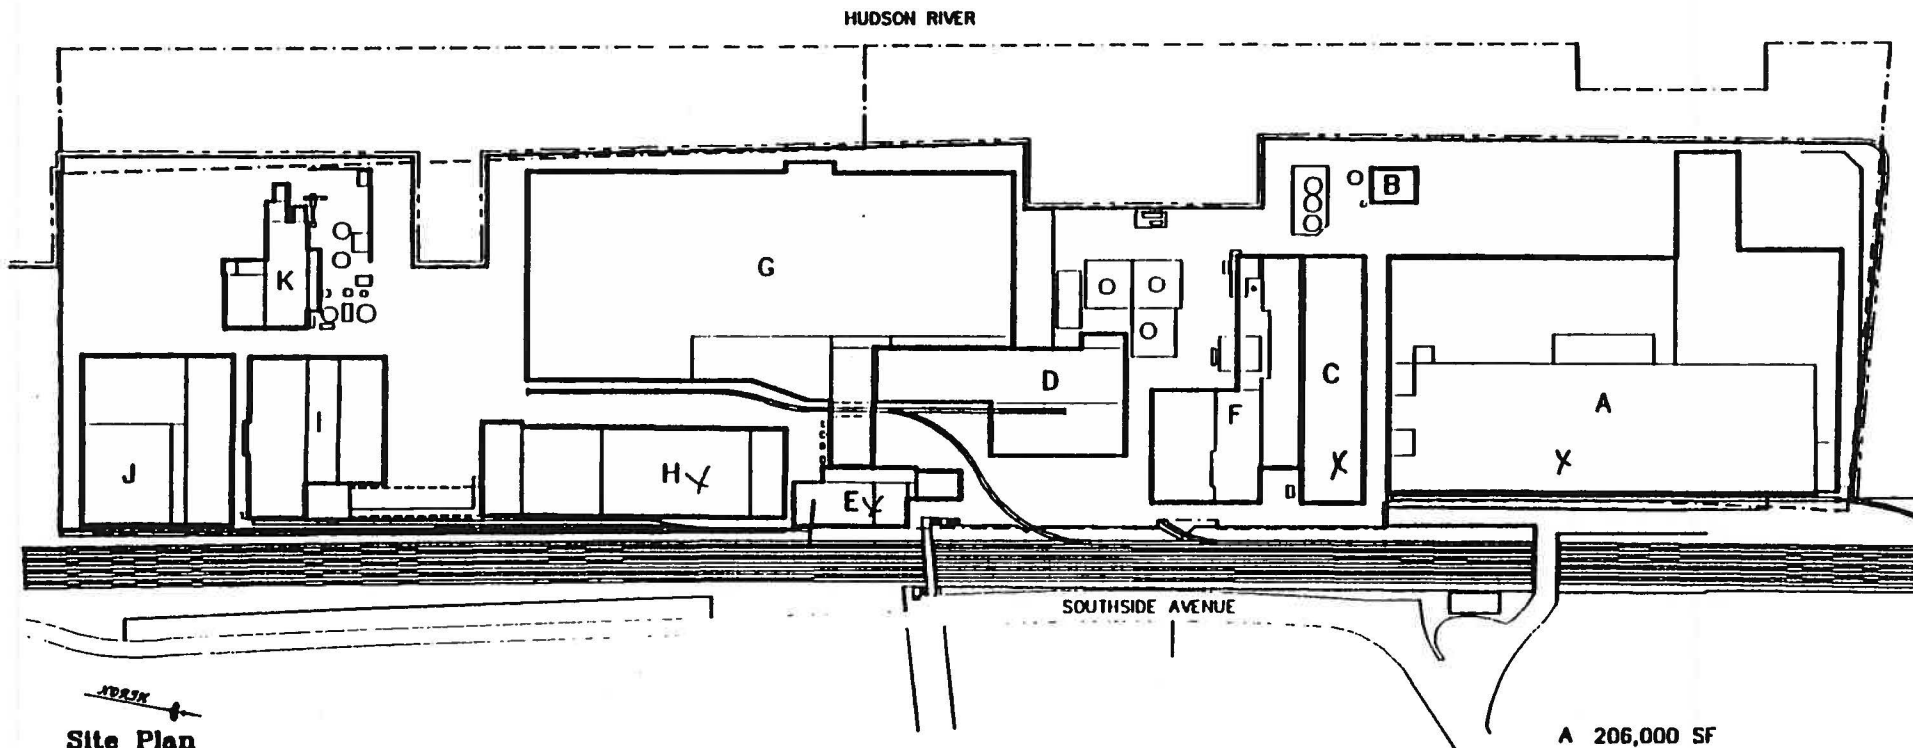 HUDSON RIVER
B
K
G
D
C
A
F
I
J
H
X
X
E
SOUTHSIDE AVENUE
NORTH
Site Plan
A 206,000 SF